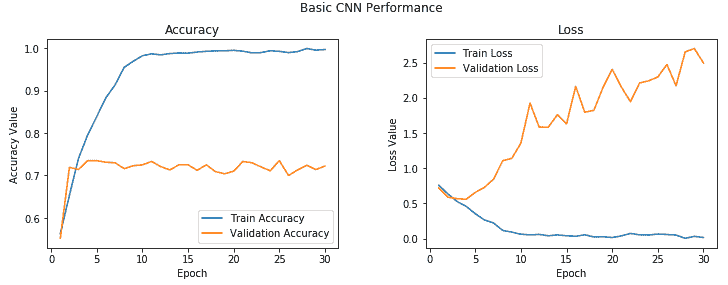 Basic CNN Performance
Accuracy
Accuracy Value
1.0
0.9
0.8
0.7
0.6
Train Accuracy
Validation Accuracy
0 5 10 15 20 25 30
Epoch
Loss
Loss Value
2.5
2.0
1.5
1.0
0.5
0.0
Train Loss
Validation Loss
0 5 10 15 20 25 30
Epoch